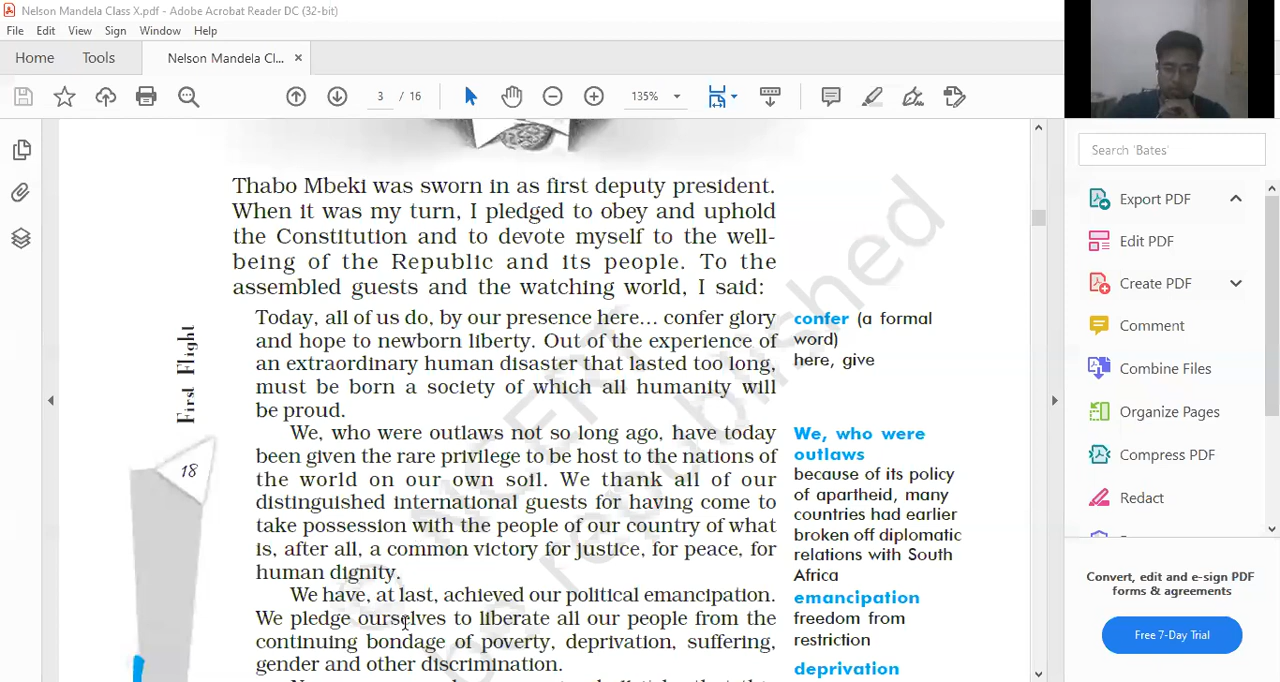 Nelson Mandela Class X.pdf - Adobe Acrobat Reader DC (32-bit)
File Edit View Sign Window Help
Home Tools Nelson Mandela Cl... ×
3 / 16 135%
Search 'Bates'
Export PDF
Edit PDF
Create PDF
Comment
Combine Files
Organize Pages
Compress PDF
Redact
Convert, edit and e-sign PDF
forms & agreements
Free 7-Day Trial
Thabo Mbeki was sworn in as first deputy president.
When it was my turn, I pledged to obey and uphold
the Constitution and to devote myself to the well-
being of the Republic and its people. To the
assembled guests and the watching world, I said:
Today, all of us do, by our presence here... confer glory
and hope to newborn liberty. Out of the experience of
an extraordinary human disaster that lasted too long,
must be born a society of which all humanity will
be proud.
We, who were outlaws not so long ago, have today
been given the rare privilege to be host to the nations of
the world on our own soil. We thank all of our
distinguished international guests for having come to
take possession with the people of our country of what
is, after all, a common victory for justice, for peace, for
human dignity.
We have, at last, achieved our political emancipation.
We pledge ourselves to liberate all our people from the
continuing bondage of poverty, deprivation, suffering,
gender and other discrimination.
confer (a formal
word)
here, give
We, who were
outlaws
because of its policy
of apartheid, many
countries had earlier
broken off diplomatic
relations with South
Africa
emancipation
freedom from
restriction
deprivation
First Flight
18
© NCERT
be republished